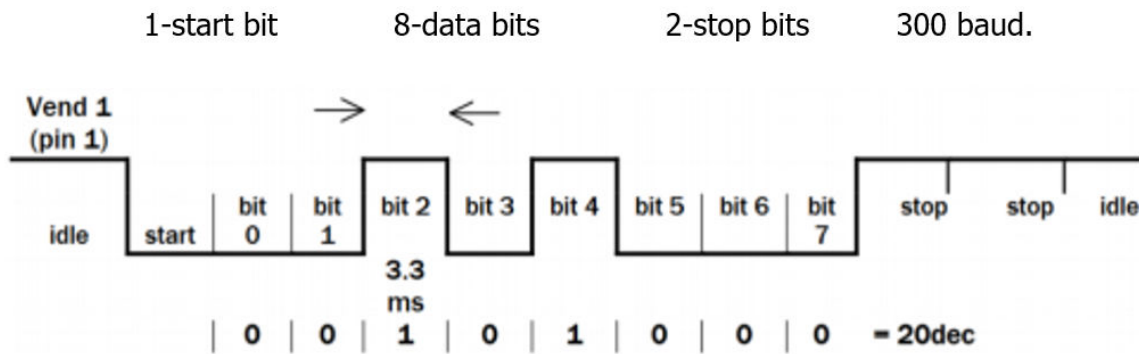 1-start bit 8-data bits 2-stop bits 300 baud.
Vend 1
(pin 1)
bit bit bit 2 bit 3 bit 4 bit 5 bit 6 bit stop stop idle
idle start 0 1 7
3.3
ms
0 0 1 0 1 0 0 0 = 20dec